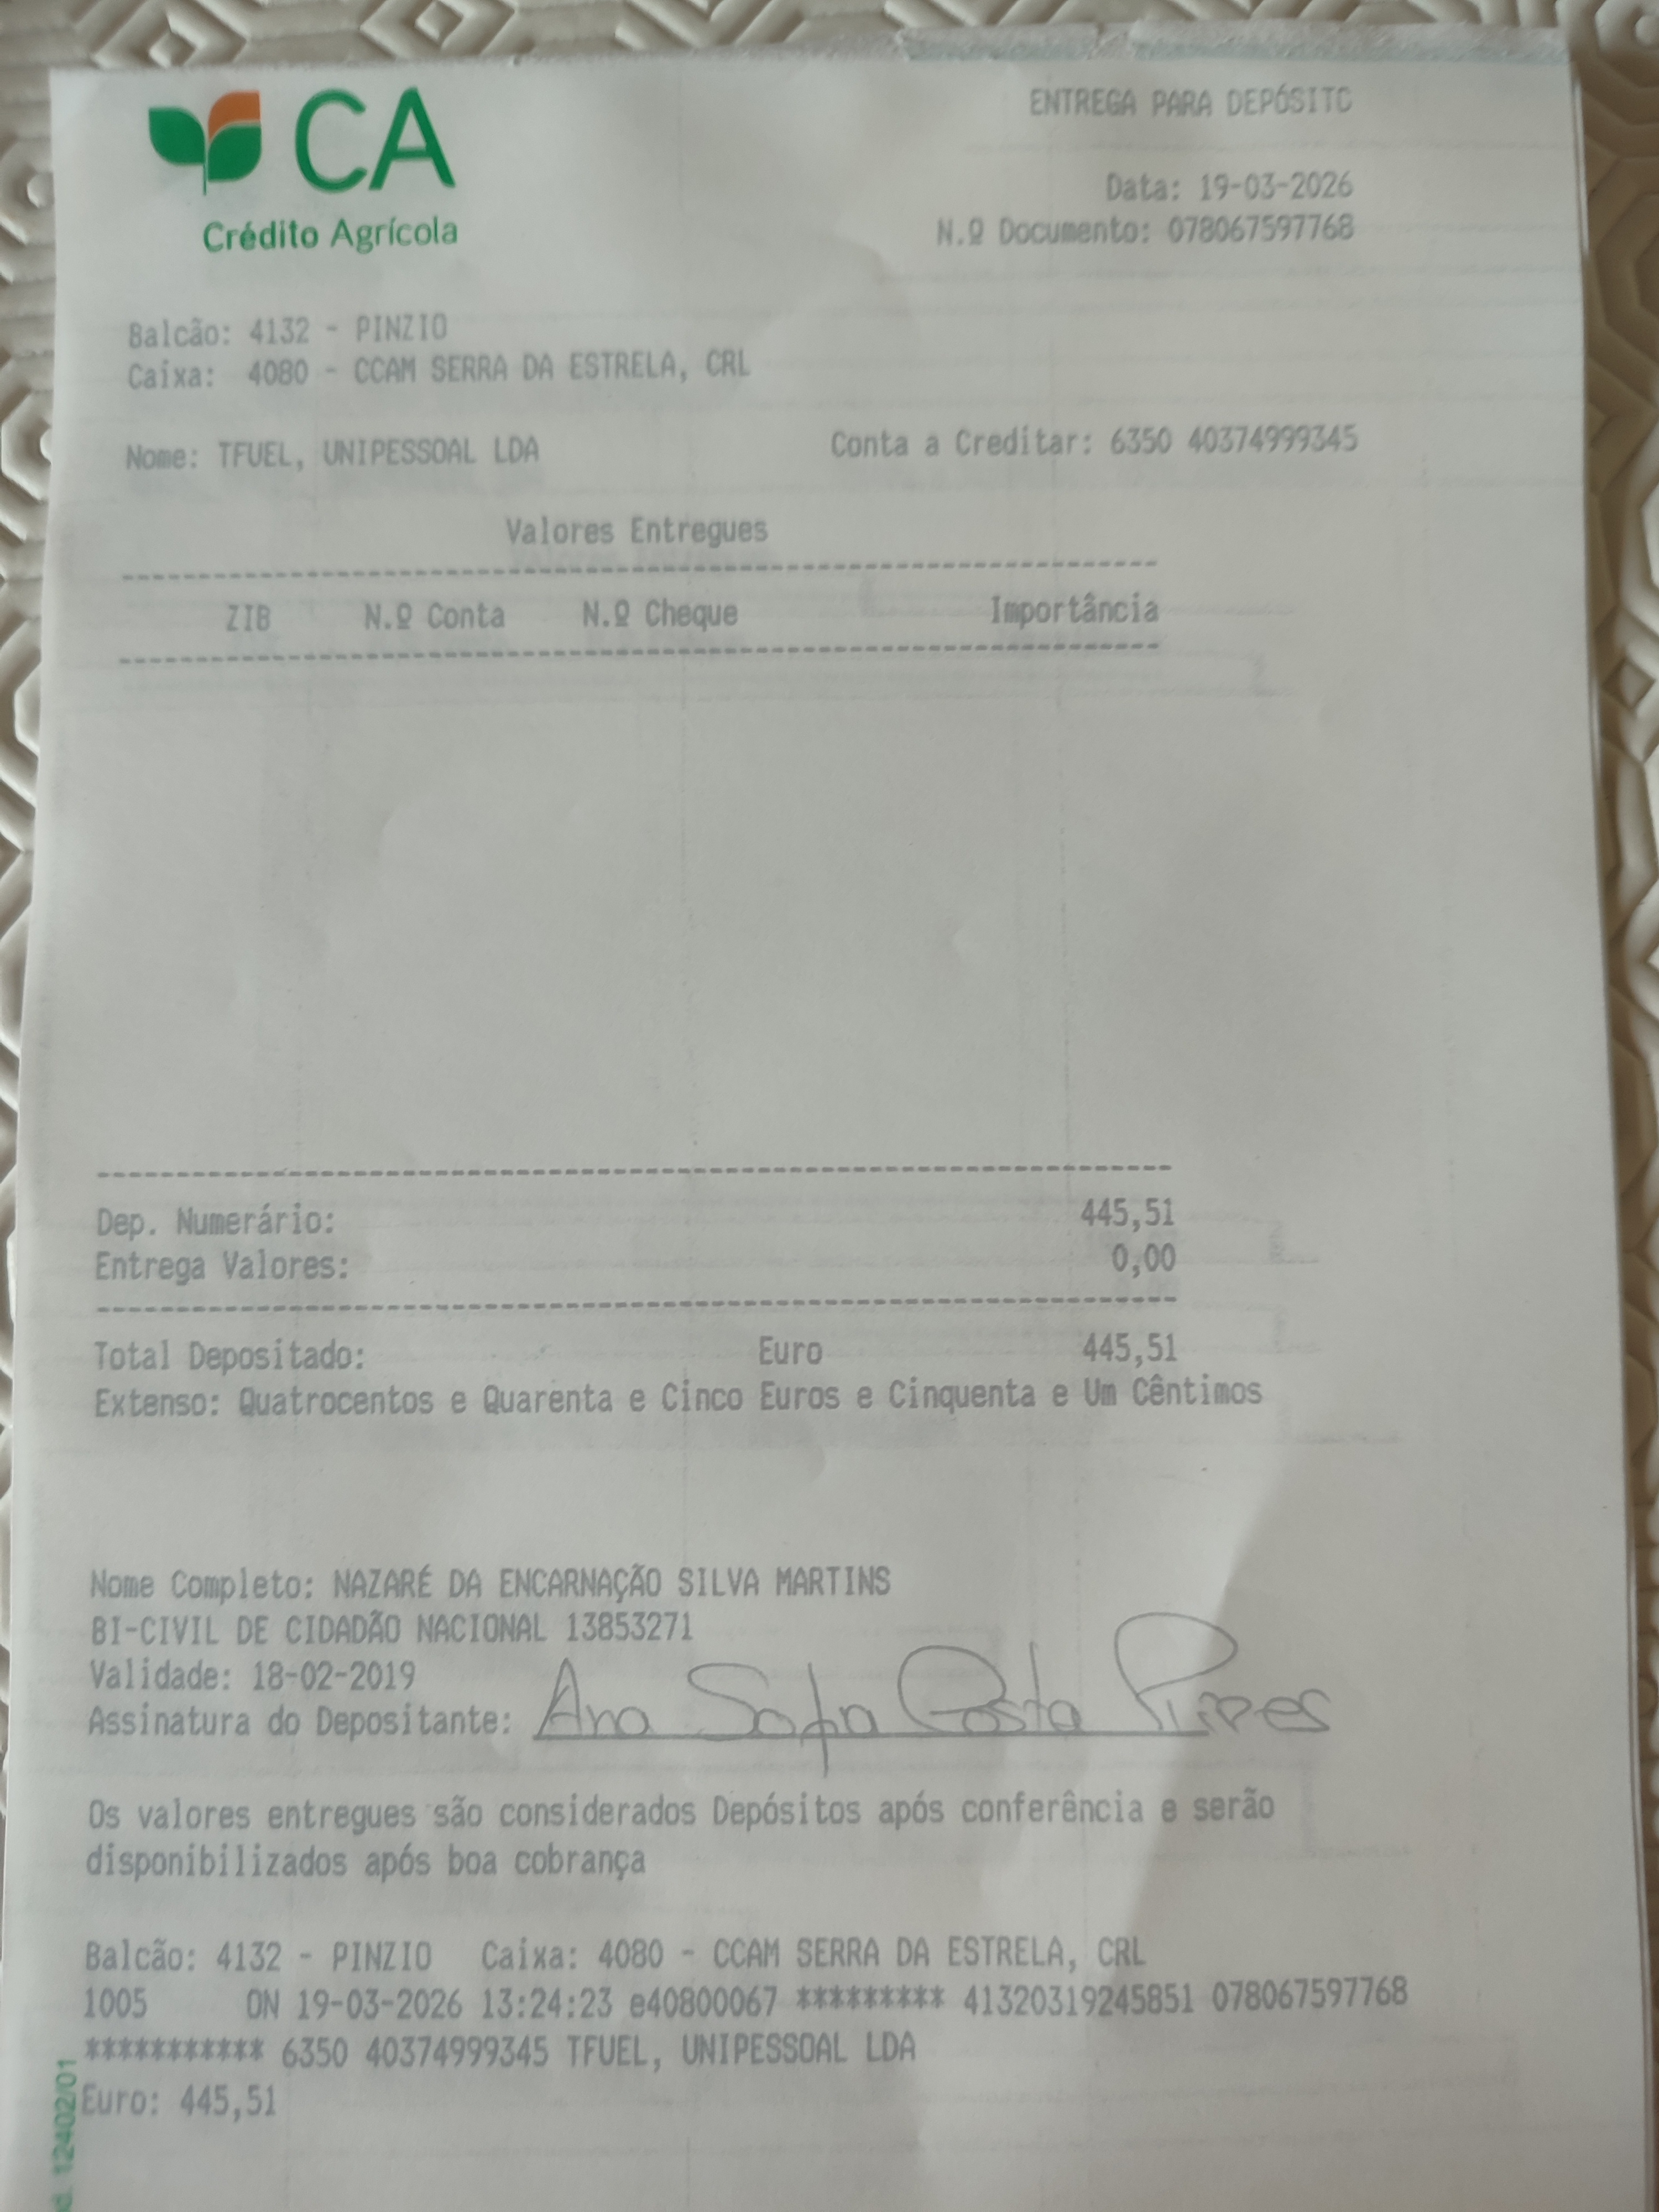 CA
Crédito Agrícola
ENTREGA PARA DEPÓSITO
Data: 19-03-2026
N.º Documento: 078067597768
Balcão: 4132 - PINZIO
Caixa: 4080 - CCAM SERRA DA ESTRELA, CRL
Nome: TFUEL, UNIPESSOAL LDA Conta a Creditar: 6350 40374999345
Valores Entregues
ZIB N.º Conta N.º Cheque Importância
Dep. Numerário: 445,51
Entrega Valores: 0,00
Total Depositado: Euro 445,51
Extenso: Quatrocentos e Quarenta e Cinco Euros e Cinquenta e Um Cêntimos
Nome Completo: NAZARÉ DA ENCARNAÇÃO SILVA MARTINS
BI-CIVIL DE CIDADÃO NACIONAL 13853271
Validade: 18-02-2019
Assinatura do Depositante: Ana Sofia Costa Pires
Os valores entregues são considerados Depósitos após conferência e serão
disponibilizados após boa cobrança
Balcão: 4132 - PINZIO Caixa: 4080 - CCAM SERRA DA ESTRELA, CRL
1005 ON 19-03-2026 13:24:23 e40800067 ********* 41320319245851 078067597768
*********** 6350 40374999345 TFUEL, UNIPESSOAL LDA
Euro: 445,51
12402/01